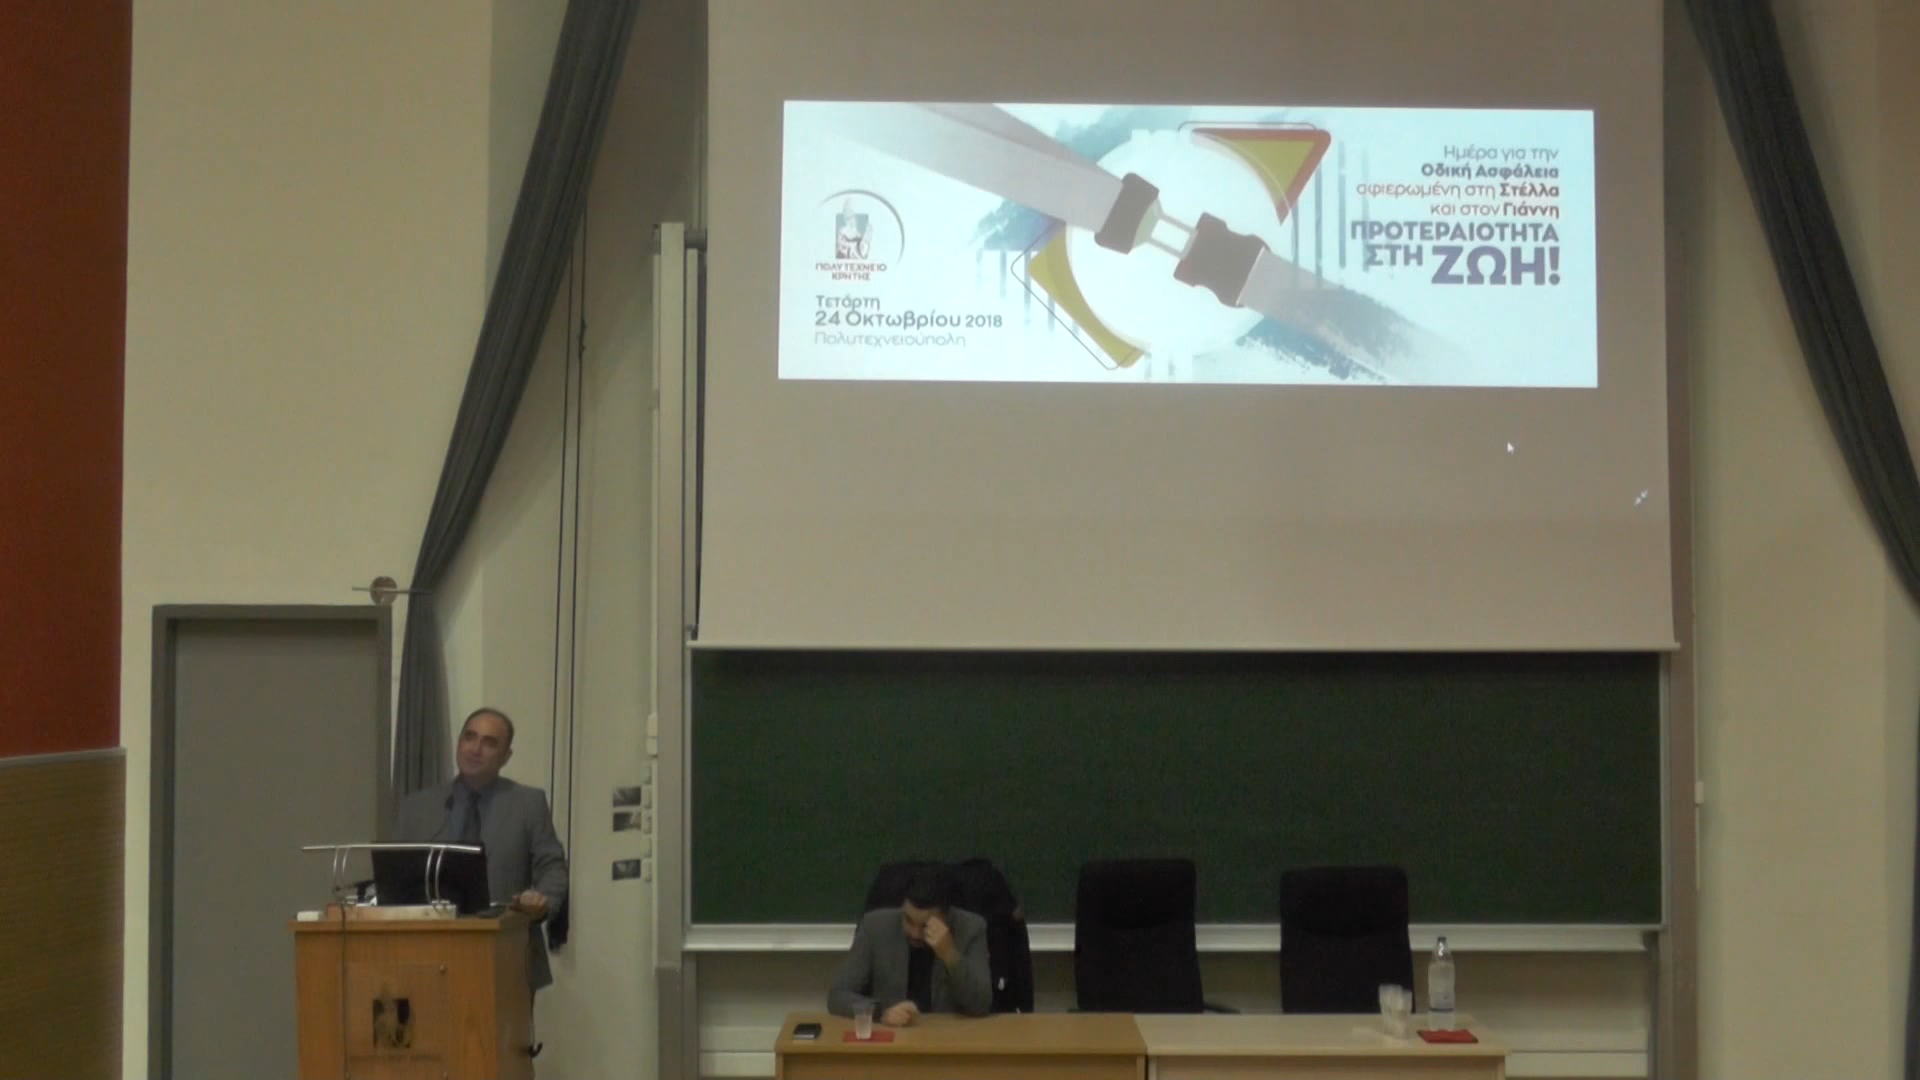 Ημέρα για την
Οδική Ασφάλεια
αφιερωμένη στη Στέλλα
και στον Γιάννη
ΠΡΟΤΕΡΑΙΟΤΗΤΑ
ΣΤΗ ΖΩΗ!
ΠΟΛΥΤΕΧΝΕΙΟ
ΚΡΗΤΗΣ
Τετάρτη
24 Οκτωβρίου 2018
Πολυτεχνειούπολη